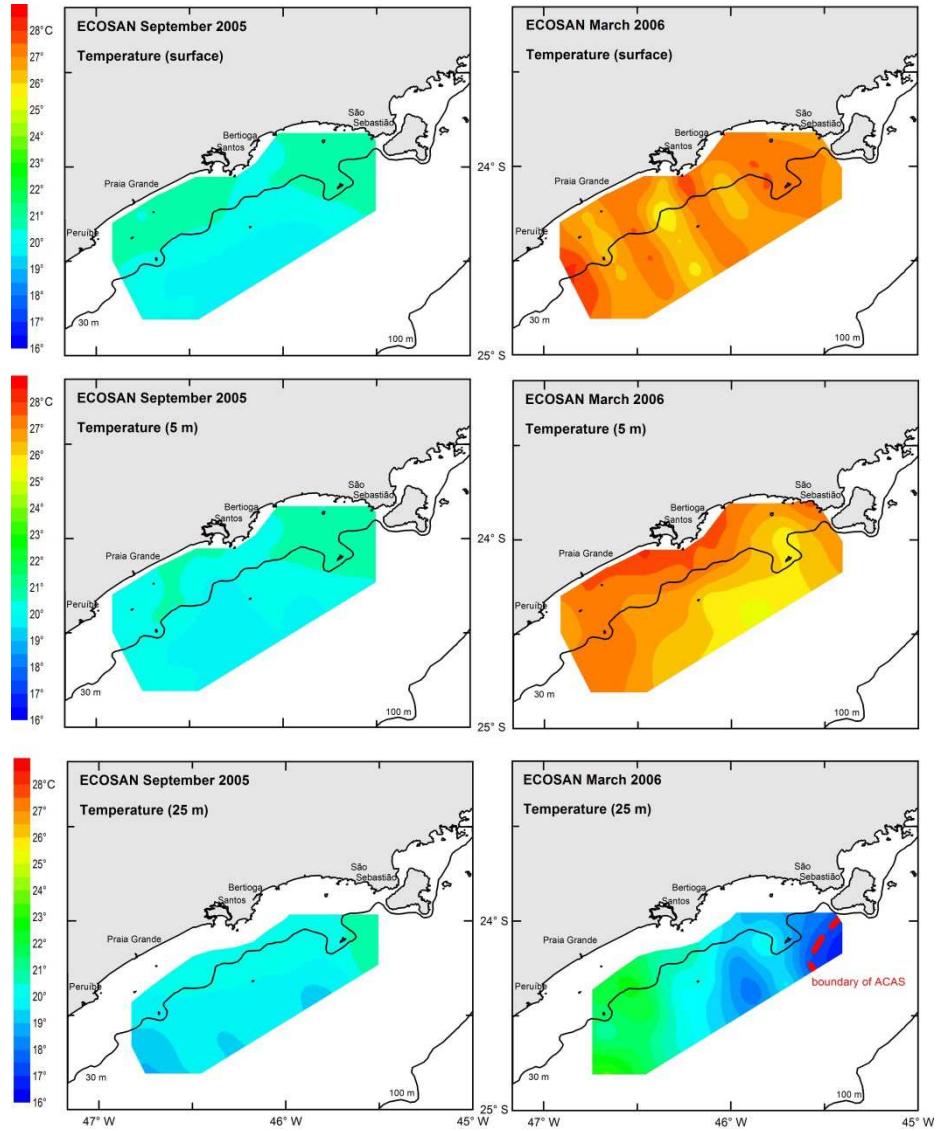 ECOSAN September 2005
Temperature (surface)
28°C
27°
26°
25°
24°
23°
22°
21°
20°
19°
18°
17°
16°
São
Sebastião
Bertioga
Santos
Praia Grande
Peruíbe
30 m
100 m
ECOSAN March 2006
Temperature (surface)
São
Sebastião
Bertioga
Santos
Praia Grande
Peruíbe
30 m
100 m
24° S
25° S
ECOSAN September 2005
Temperature (5 m)
28°C
27°
26°
25°
24°
23°
22°
21°
20°
19°
18°
17°
16°
São
Sebastião
Bertioga
Santos
Praia Grande
Peruíbe
30 m
100 m
ECOSAN March 2006
Temperature (5 m)
São
Sebastião
Bertioga
Santos
Praia Grande
Peruíbe
30 m
100 m
24° S
25° S
ECOSAN September 2005
Temperature (25 m)
28°C
27°
26°
25°
24°
23°
22°
21°
20°
19°
18°
17°
16°
São
Sebastião
Bertioga
Santos
Praia Grande
Peruíbe
30 m
100 m
ECOSAN March 2006
Temperature (25 m)
São
Sebastião
Bertioga
Santos
Praia Grande
Peruíbe
boundary of ACAS
30 m
100 m
24° S
25° S
47° W
46° W
47° W
46° W
45° W